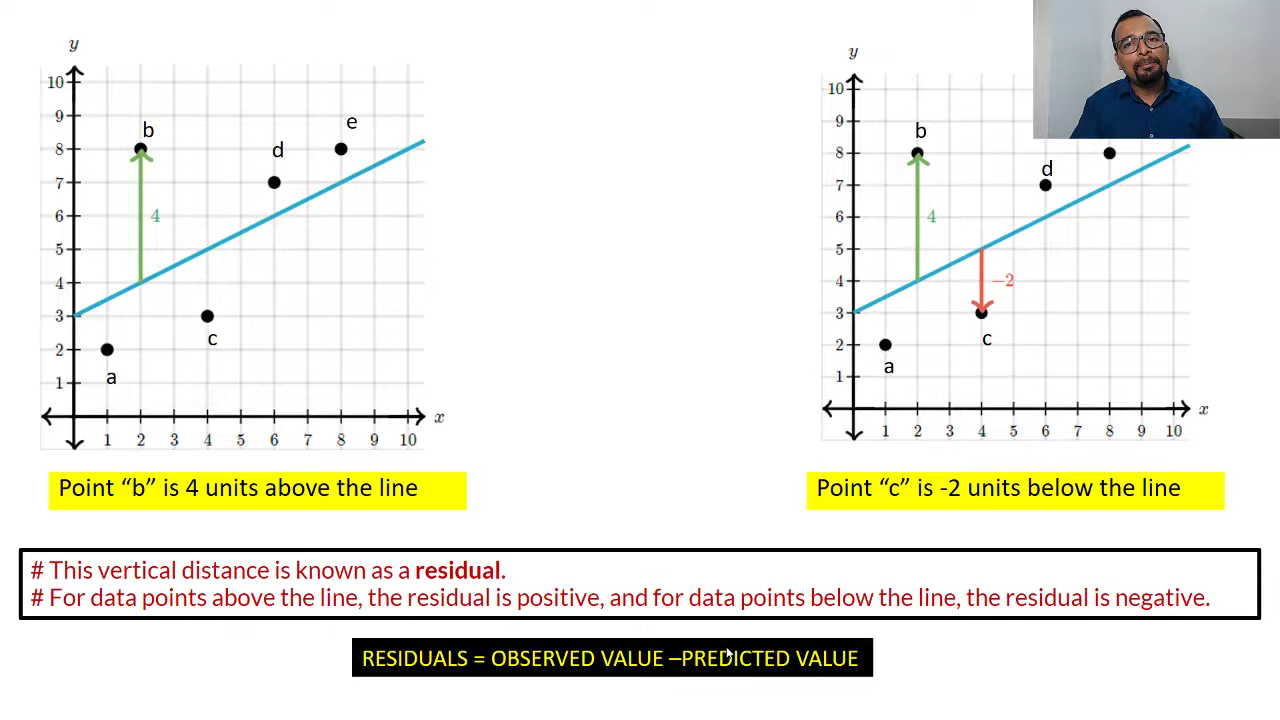 y
10
9
8
7
6
5
4
3
2
1
b
e
d
4
c
a
1 2 3 4 5 6 7 8 9 10
x
y
10
9
8
7
6
5
4
3
2
1
b
d
4
−2
c
a
1 2 3 4 5 6 7 8 9 10
x
Point “b” is 4 units above the line
Point “c” is -2 units below the line
# This vertical distance is known as a residual.
# For data points above the line, the residual is positive, and for data points below the line, the residual is negative.
RESIDUALS = OBSERVED VALUE –PREDICTED VALUE